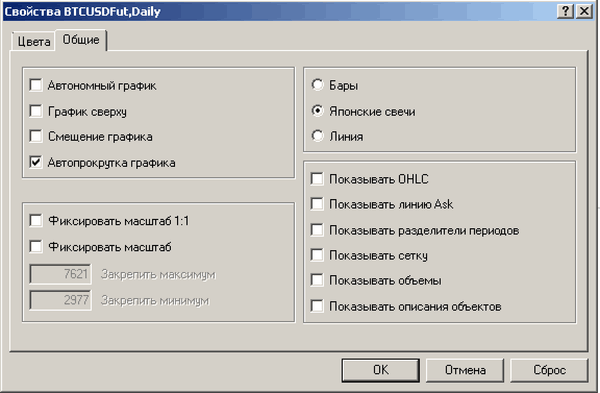 Свойства BTCUSDFut,Daily
Цвета
Общие
Автономный график
График сверху
Смещение графика
Автопрокрутка графика
Фиксировать масштаб 1:1
Фиксировать масштаб
7621 Закрепить максимум
2977 Закрепить минимум
Бары
Японские свечи
Линия
Показывать OHLC
Показывать линию Ask
Показывать разделители периодов
Показывать сетку
Показывать объемы
Показывать описания объектов
OK
Отмена
Сброс